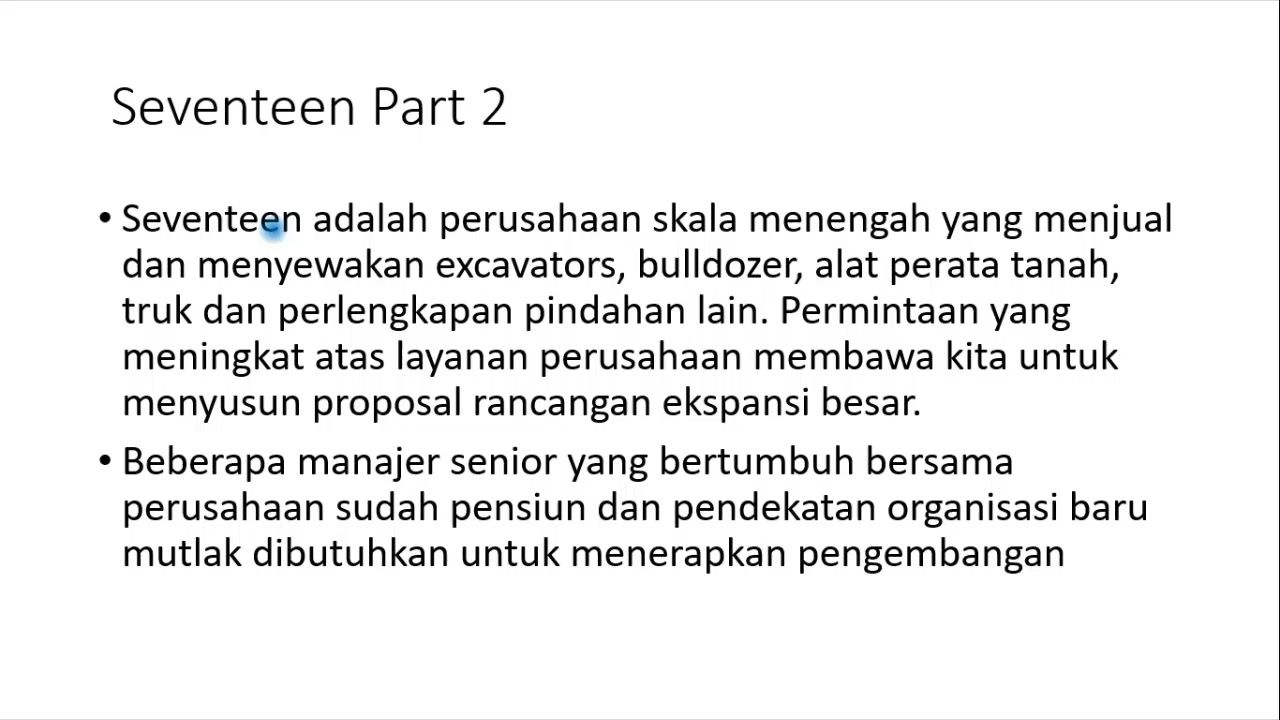 Seventeen Part 2
• Seventeen adalah perusahaan skala menengah yang menjual
dan menyewakan excavators, bulldozer, alat perata tanah,
truk dan perlengkapan pindahan lain. Permintaan yang
meningkat atas layanan perusahaan membawa kita untuk
menyusun proposal rancangan ekspansi besar.
• Beberapa manajer senior yang bertumbuh bersama
perusahaan sudah pensiun dan pendekatan organisasi baru
mutlak dibutuhkan untuk menerapkan pengembangan